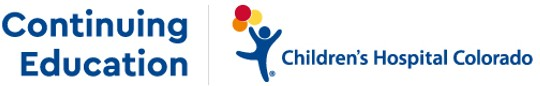 Continuing
Education
Children's Hospital Colorado
®